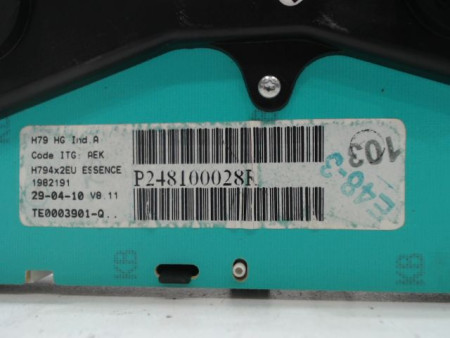 H79 HG Ind.A
Code ITG: AEK
H794x2EU ESSENCE
1982191
29-04-10 V8.11
TE0003901-Q..
P248100028R
103
E48-3
KB